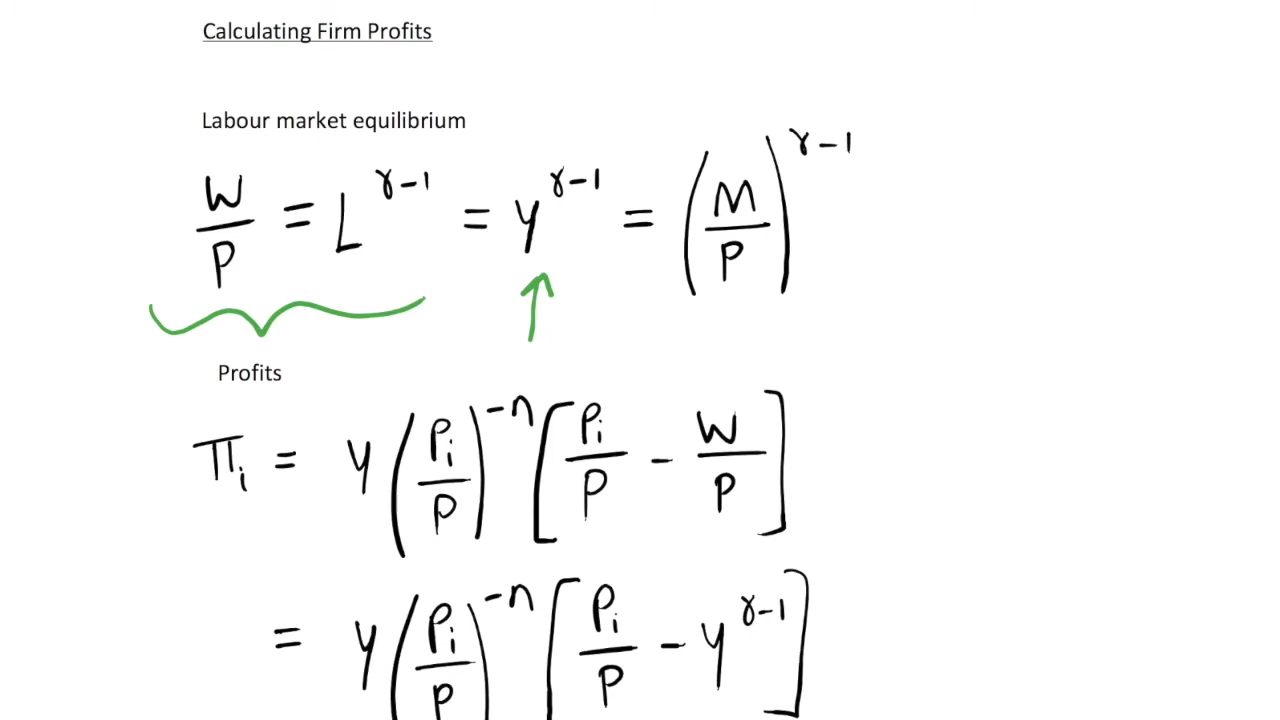 Calculating Firm Profits
Labour market equilibrium
W/P = L^(γ-1) = Y^(γ-1) = (M/P)^(γ-1)
Profits
π_i = Y (P_i/P)^(-η) [P_i/P - W/P]
= Y (P_i/P)^(-η) [P_i/P - Y^(γ-1)]